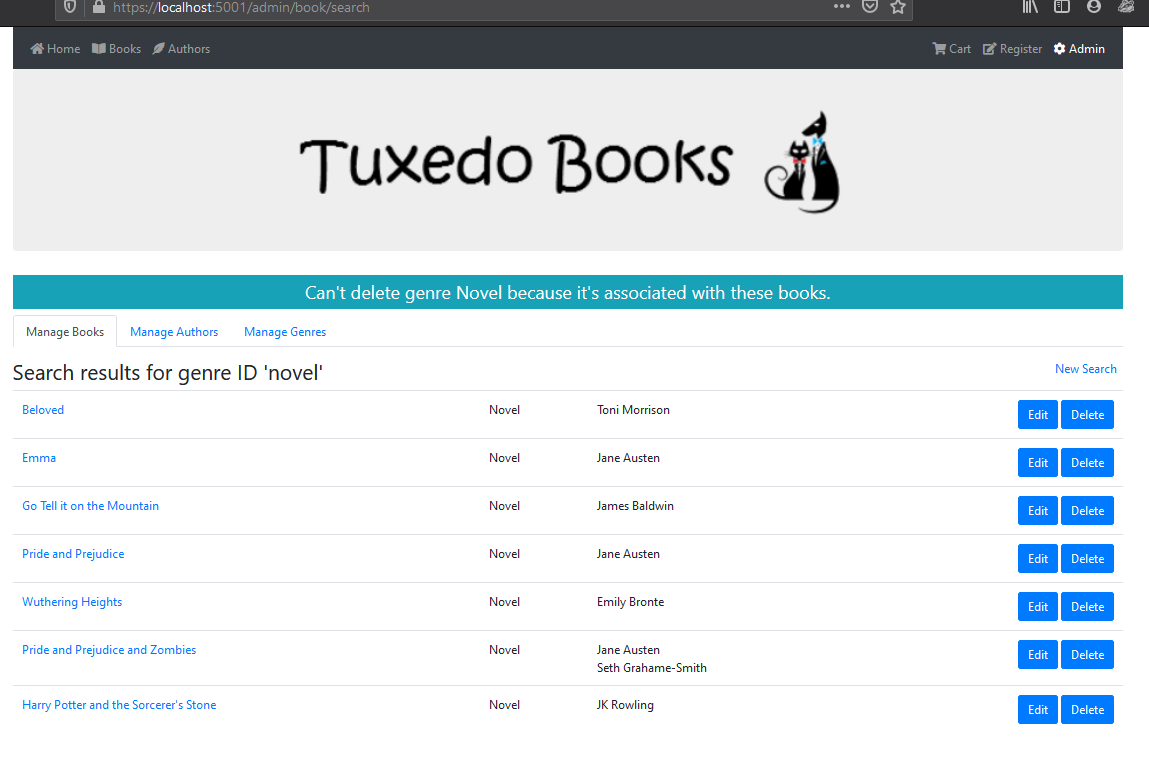 https://localhost:5001/admin/book/search
Home Books Authors Cart Register Admin
Tuxedo Books
Can't delete genre Novel because it's associated with these books.
Manage Books Manage Authors Manage Genres
Search results for genre ID 'novel' New Search
Beloved Novel Toni Morrison Edit Delete
Emma Novel Jane Austen Edit Delete
Go Tell it on the Mountain Novel James Baldwin Edit Delete
Pride and Prejudice Novel Jane Austen Edit Delete
Wuthering Heights Novel Emily Bronte Edit Delete
Pride and Prejudice and Zombies Novel Jane Austen Edit Delete
Seth Grahame-Smith
Harry Potter and the Sorcerer's Stone Novel JK Rowling Edit Delete